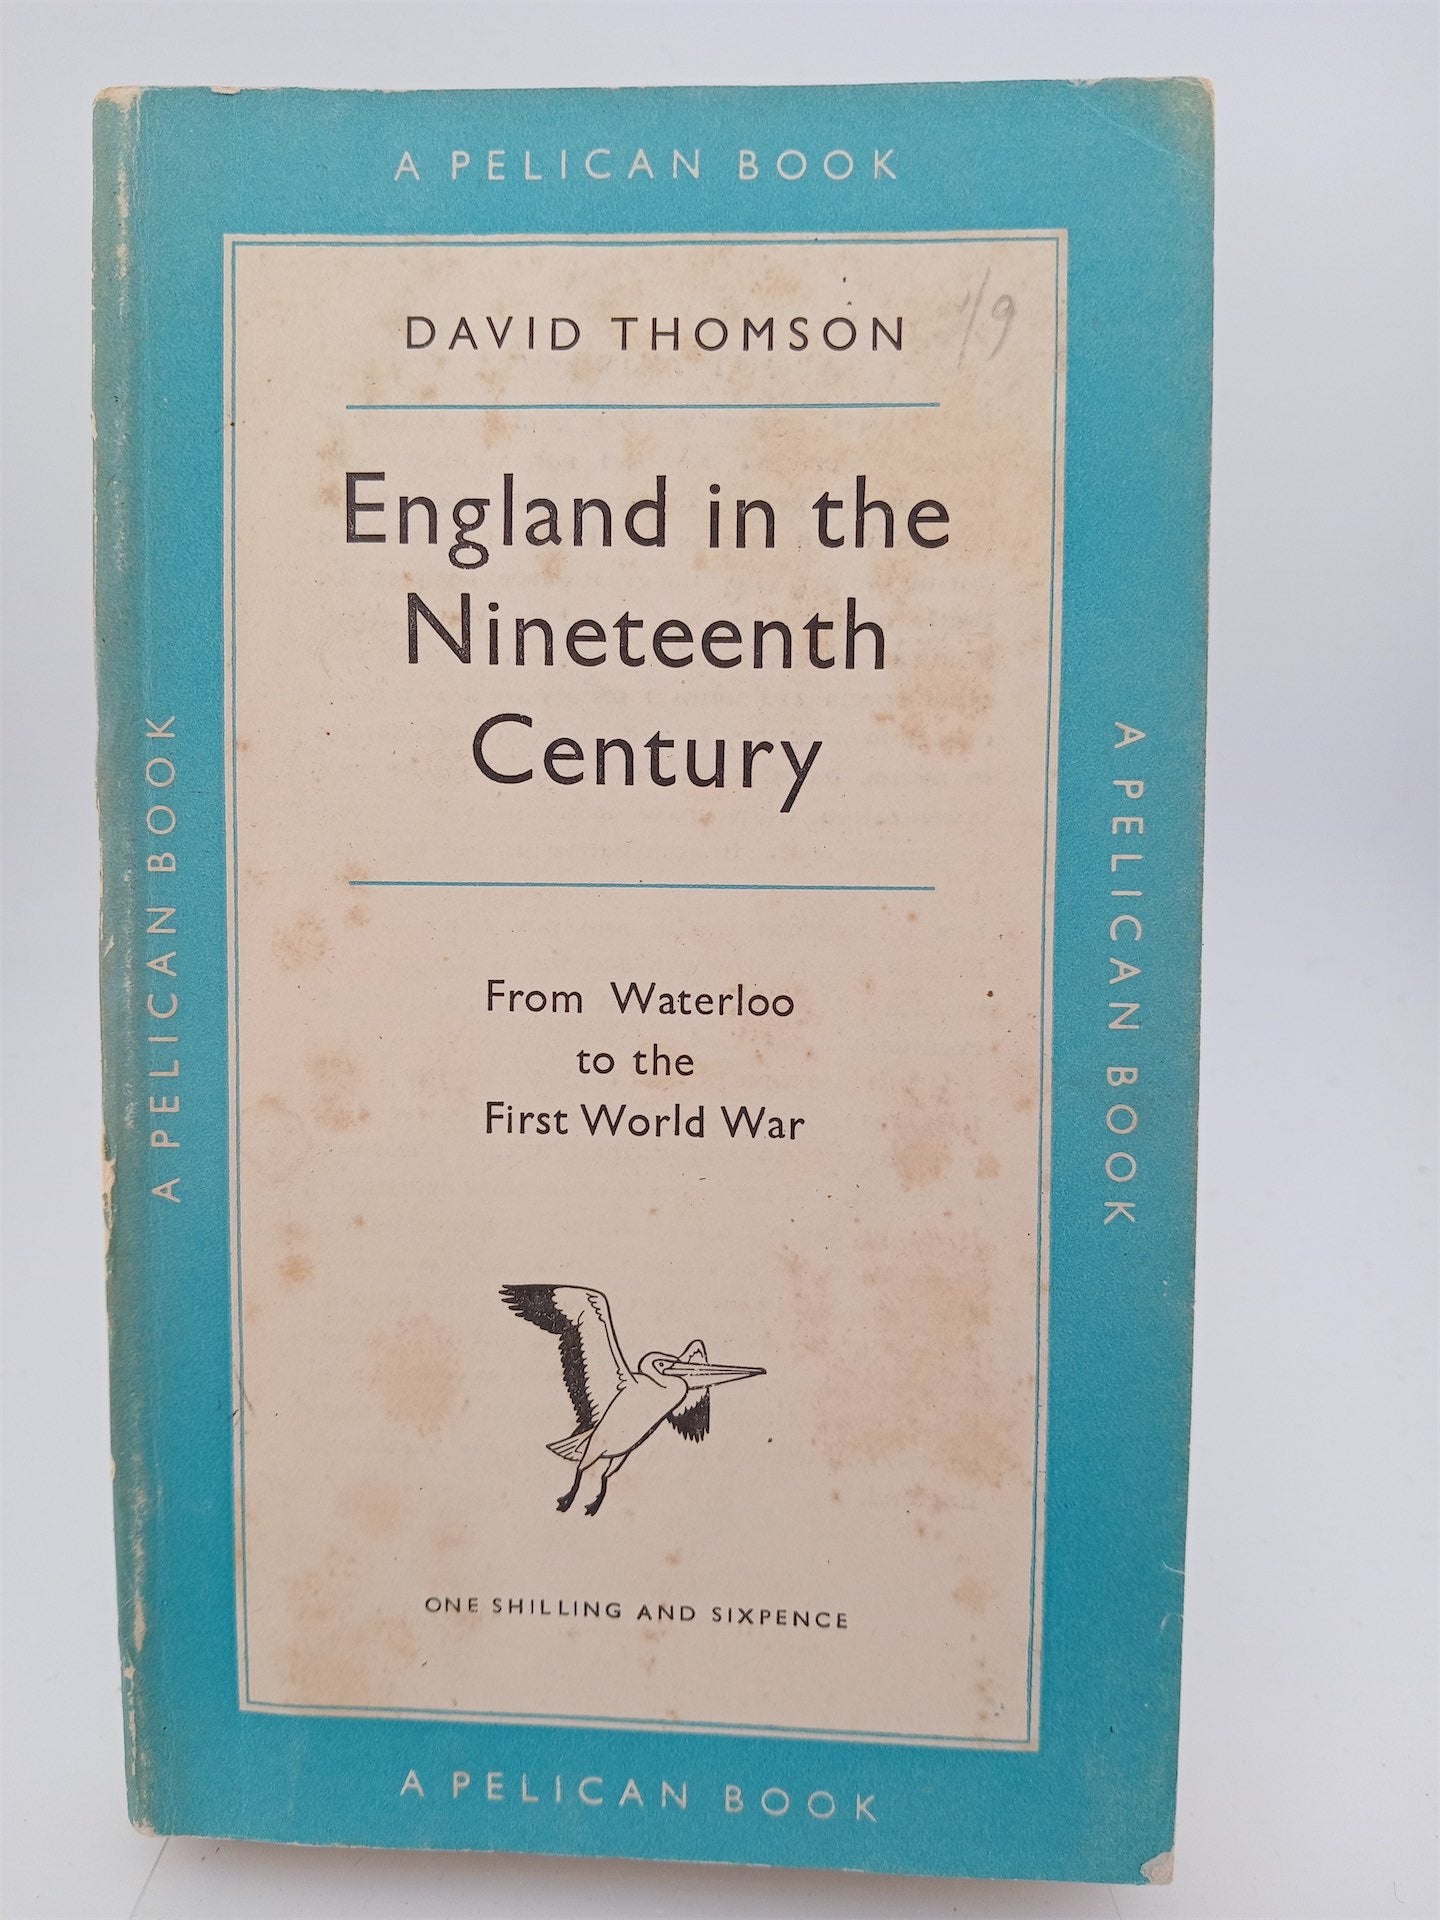 A PELICAN BOOK
DAVID THOMSON
1/9
England in the
Nineteenth
Century
From Waterloo
to the
First World War
ONE SHILLING AND SIXPENCE
A PELICAN BOOK
A PELICAN BOOK
A PELICAN BOOK